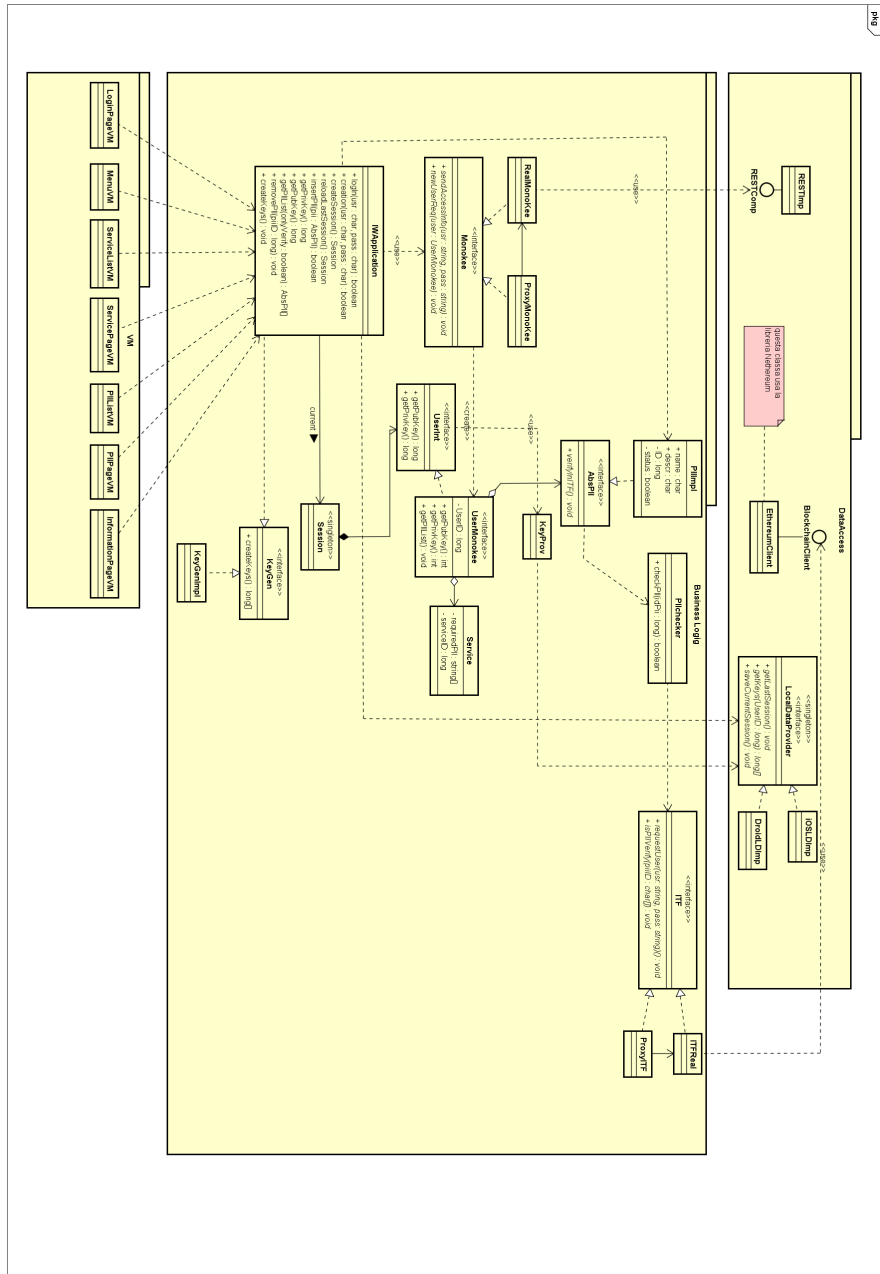 pkg
VM
LoginPageVM
MenuVM
ServiceListVM
ServicePageVM
PIIListVM
PIIPageVM
InformationPageVM
Business Logig
IWApplication
+ login(usr : char, pass : char) : boolean
+ creation(usr : char, pass : char) : boolean
+ createSession() : Session
+ reloadLastSession() : Session
+ insertPII(pii : AbsPII) : boolean
+ getPrivKey() : long
+ getPubKey() : long
+ getPIIList(onlyVerify : boolean) : AbsPII[]
+ removePII(piiID : long) : void
+ createKeys() : void
<<use>>
current
<<singleton>>
Session
<<interface>>
KeyGen
+ createKeys() : long[]
KeyGenImpl
<<interface>>
Monokee
+ sendAccessInfo(usr : string, pass : string) : void
+ newUserReq(user : UserMonokee) : void
RealMonoKee
ProxyMonoKee
<<use>>
<<create>>
<<use>>
<<interface>>
UserInt
+ getPubKey() : long
+ getPrivKey() : long
<<interface>>
UserMonokee
- UserID : long
+ getPubKey() : int
+ getPrivKey() : int
+ getPIIList() : void
Service
- requiredPII : string[]
- serviceID : long
KeyProv
<<interface>>
AbsPII
+ verifyInITF() : void
PIIImpl
+ name : char
+ descr : char
- ID : long
- status : boolean
PIIchecker
+ checkPII(idPii : long) : boolean
<<interface>>
ITF
+ requestUser(usr : string, pass : string)() : void
+ isPIIVerify(piiID : char[]) : void
ITFReal
ProxyITF
DataAccess
RESTImp
RESTComp
questa classa usa la
libreria Nethereum
BlockchainClient
EthereumClient
<<singleton>>
<<interface>>
LocalDataProvider
+ getLastSession() : void
+ getKeys(UserID : long) : long[]
+ saveCurrentSession() : void
iOSLDImp
DroidLDImp
<<use>>